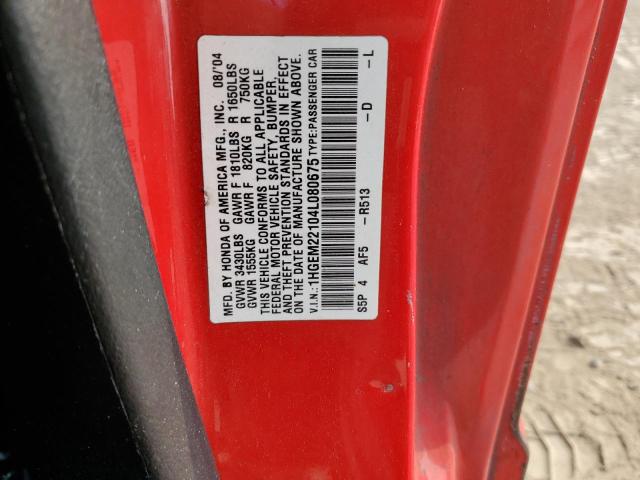 MFD. BY HONDA OF AMERICA MFG., INC. 08/'04
GVWR 3430LBS GAWR F 1810LBS R 1650LBS
GVWR 1555KG GAWR F 820KG R 750KG
THIS VEHICLE CONFORMS TO ALL APPLICABLE
FEDERAL MOTOR VEHICLE SAFETY, BUMPER,
AND THEFT PREVENTION STANDARDS IN EFFECT
ON THE DATE OF MANUFACTURE SHOWN ABOVE.
V.I.N.:1HGEM22104L080675 TYPE:PASSENGER CAR
S5P 4 AF5 -R513 -D -L